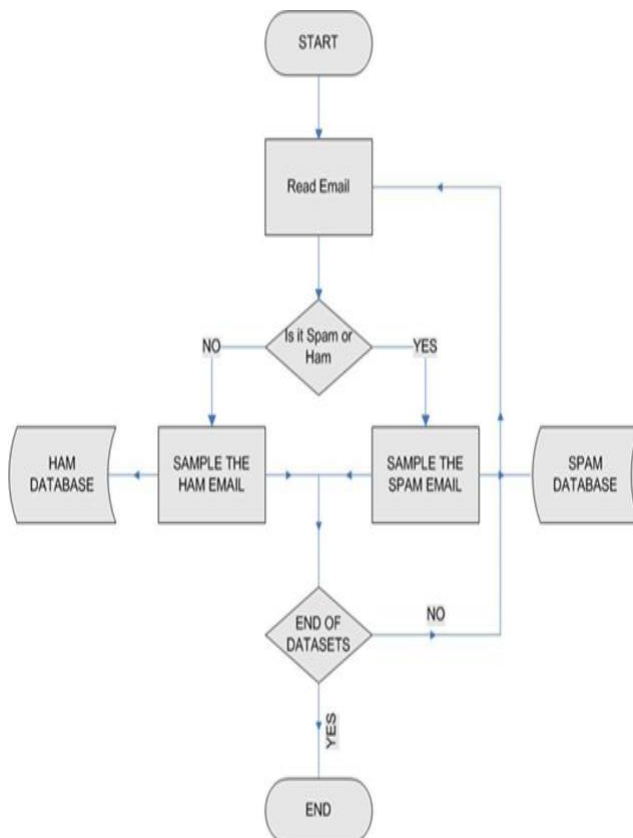 START
Read Email
Is it Spam or
Ham
NO
YES
HAM
DATABASE
SAMPLE THE
HAM EMAIL
SAMPLE THE
SPAM EMAIL
SPAM
DATABASE
END OF
DATASETS
NO
YES
END